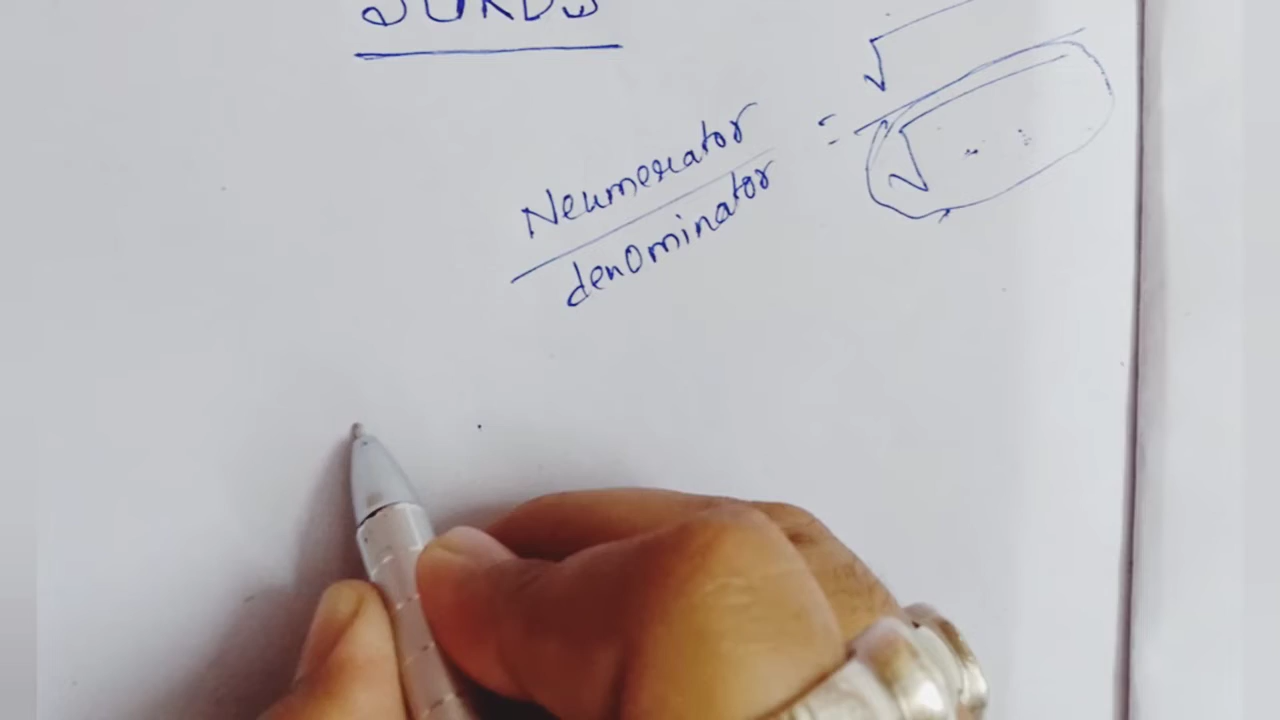 SURDS
Neumerator = √
denominator √